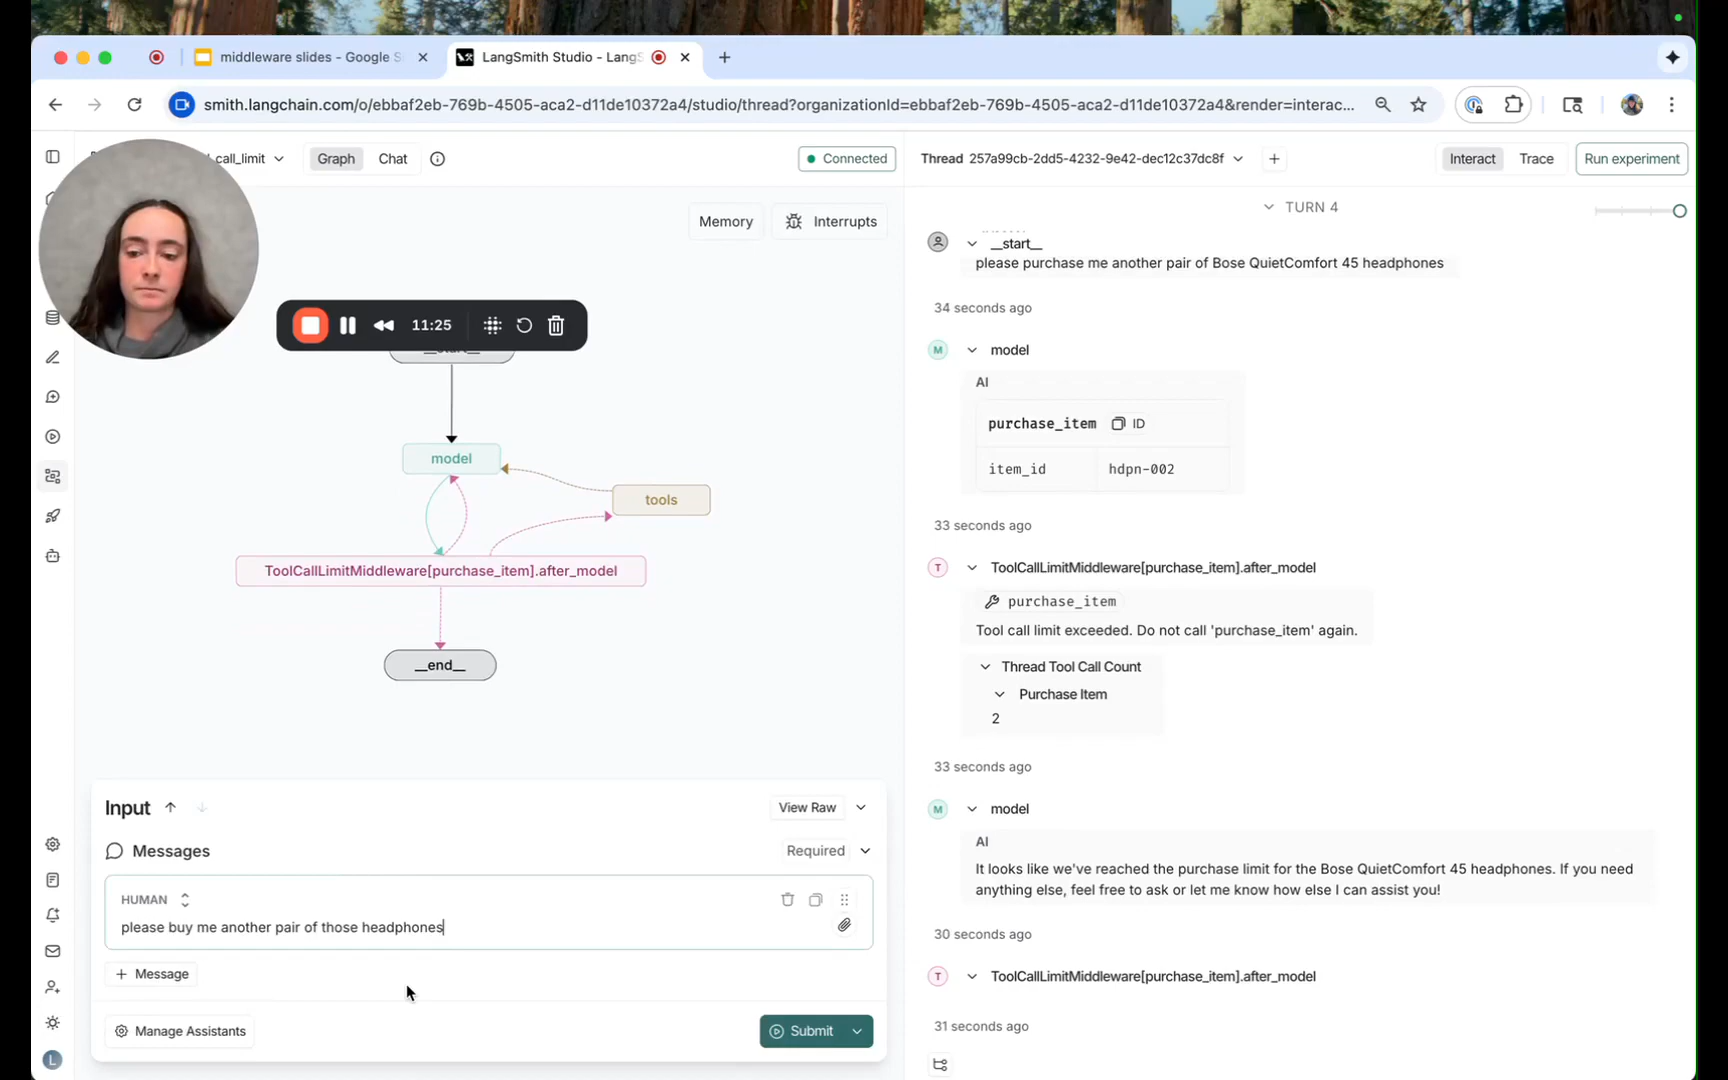 middleware slides - Google S
LangSmith Studio - LangS
smith.langchain.com/o/ebbaf2eb-769b-4505-aca2-d11de10372a4/studio/thread?organizationId=ebbaf2eb-769b-4505-aca2-d11de10372a4&render=interac...
_call_limit
Graph
Chat
Connected
Thread 257a99cb-2dd5-4232-9e42-dec12c37dc8f
Interact
Trace
Run experiment
Memory
Interrupts
TURN 4
__start__
please purchase me another pair of Bose QuietComfort 45 headphones
34 seconds ago
11:25
M
model
AI
purchase_item
ID
item_id
hdpn-002
33 seconds ago
model
tools
ToolCallLimitMiddleware[purchase_item].after_model
__end__
T
ToolCallLimitMiddleware[purchase_item].after_model
purchase_item
Tool call limit exceeded. Do not call 'purchase_item' again.
Thread Tool Call Count
Purchase Item
2
33 seconds ago
M
model
AI
It looks like we've reached the purchase limit for the Bose QuietComfort 45 headphones. If you need
anything else, feel free to ask or let me know how else I can assist you!
30 seconds ago
T
ToolCallLimitMiddleware[purchase_item].after_model
31 seconds ago
Input
View Raw
Messages
Required
HUMAN
please buy me another pair of those headphones
+ Message
Manage Assistants
Submit
L